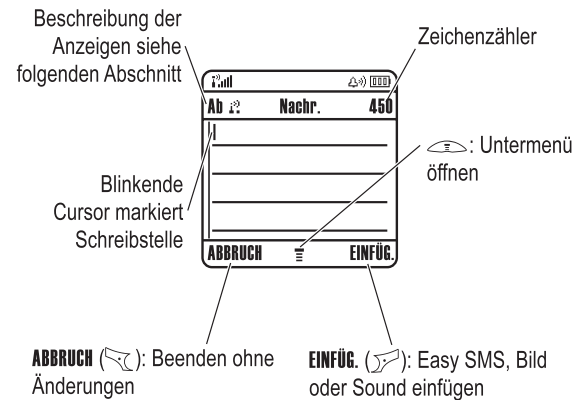 Beschreibung der
Anzeigen siehe
folgenden Abschnitt
Zeichenzähler
Ab Nachr. 450
: Untermenü
öffnen
Blinkende
Cursor markiert
Schreibstelle
ABBRUCH EINFÜG.
ABBRUCH ( ): Beenden ohne
Änderungen
EINFÜG. ( ): Easy SMS, Bild
oder Sound einfügen